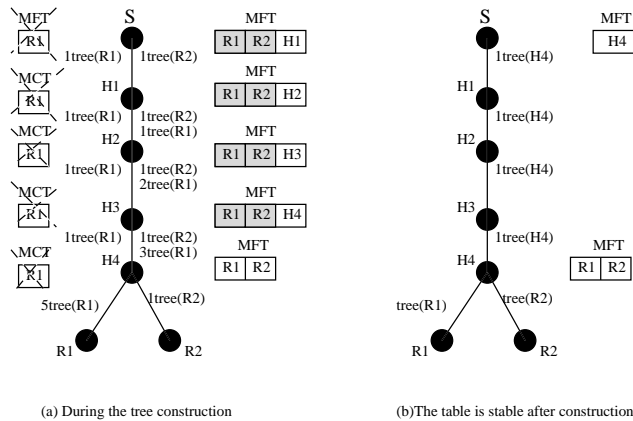 MFT
R1
S
MFT
R1 R2 H1
1tree(R1)
1tree(R2)
MCT
R1
H1
MFT
R1 R2 H2
1tree(R1)
1tree(R2)
1tree(R1)
MCT
R1
H2
MFT
R1 R2 H3
1tree(R1)
1tree(R2)
2tree(R1)
MCT
R1
H3
MFT
R1 R2 H4
1tree(R1)
1tree(R2)
3tree(R1)
MCT
R1
H4
MFT
R1 R2
5tree(R1)
1tree(R2)
R1
R2
(a) During the tree construction
S
MFT
H4
1tree(H4)
H1
1tree(H4)
H2
1tree(H4)
H3
1tree(H4)
H4
MFT
R1 R2
tree(R1)
tree(R2)
R1
R2
(b)The table is stable after construction